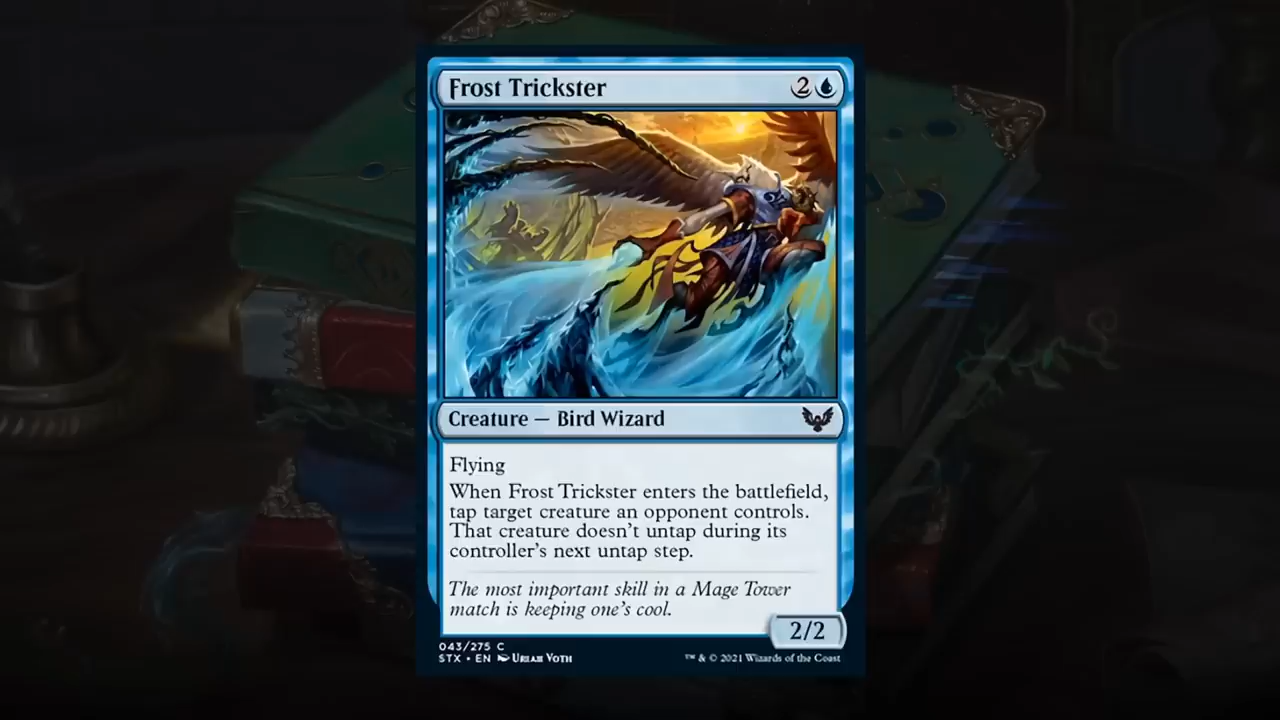 Frost Trickster 2
Creature — Bird Wizard
Flying
When Frost Trickster enters the battlefield,
tap target creature an opponent controls.
That creature doesn't untap during its
controller's next untap step.
The most important skill in a Mage Tower
match is keeping one's cool.
2/2
043/275 C
STX • EN Uriah Voth
™ & © 2021 Wizards of the Coast